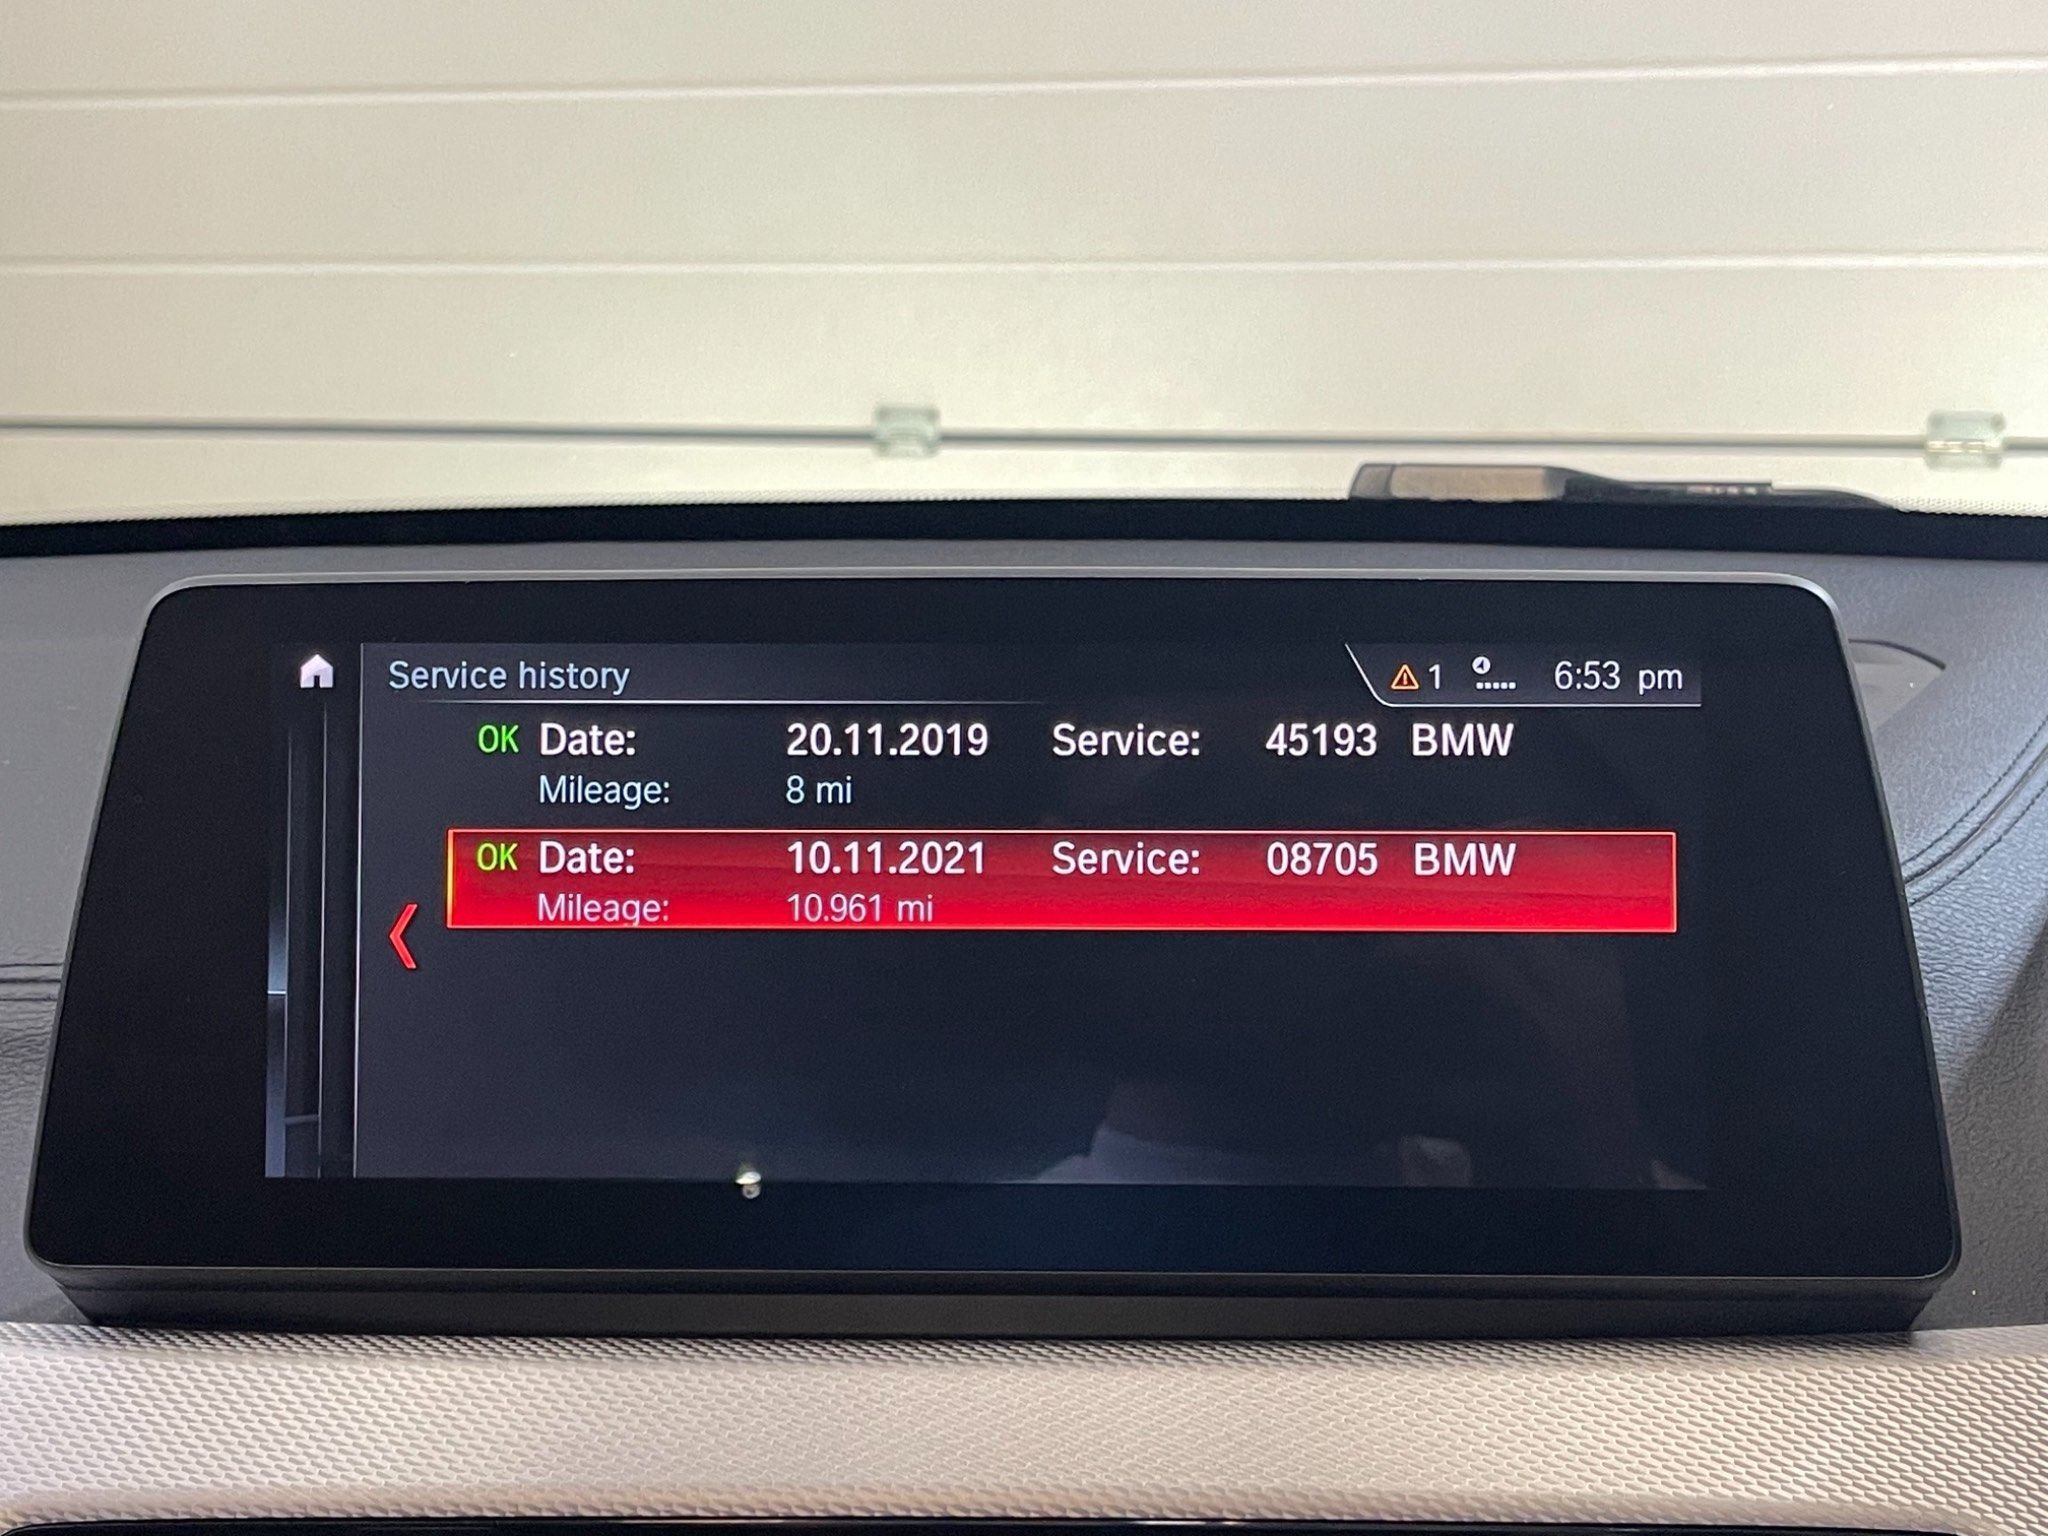 Service history
1 6:53 pm
OK Date: 20.11.2019 Service: 45193 BMW
Mileage: 8 mi
OK Date: 10.11.2021 Service: 08705 BMW
Mileage: 10.961 mi